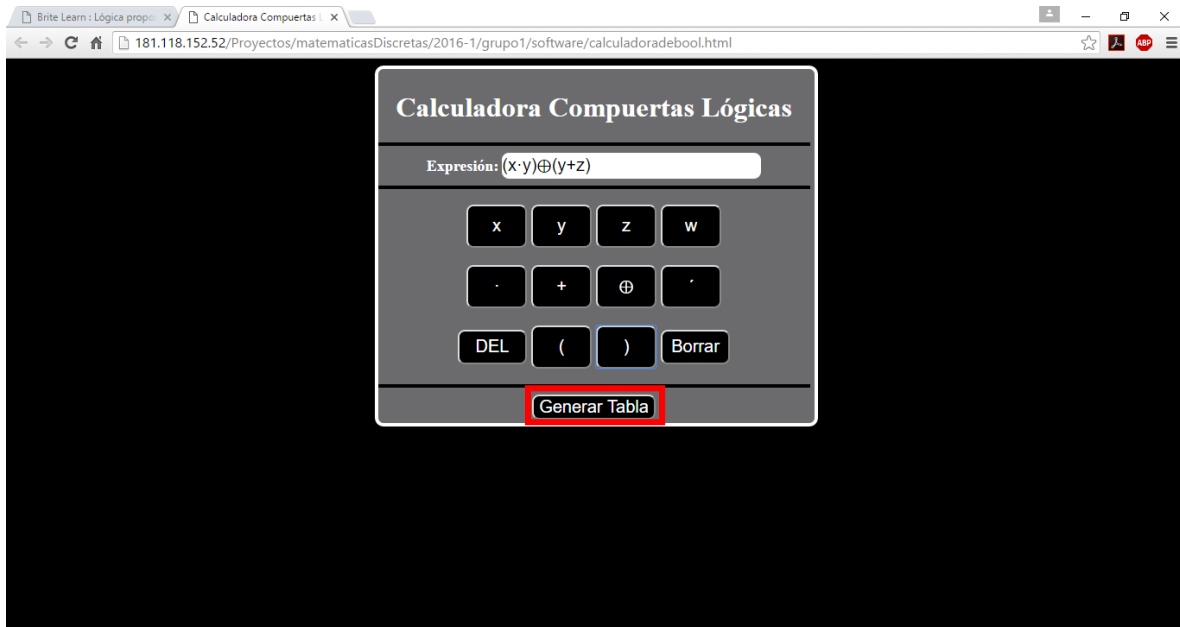 Brite Learn : Lógica propo
Calculadora Compuertas L
181.118.152.52/Proyectos/matematicasDiscretas/2016-1/grupo1/software/calculadoradebool.html
ABP
Calculadora Compuertas Lógicas
Expresión: (x·y)⊕(y+z)
x y z w
· + ⊕ ´
DEL ( ) Borrar
Generar Tabla